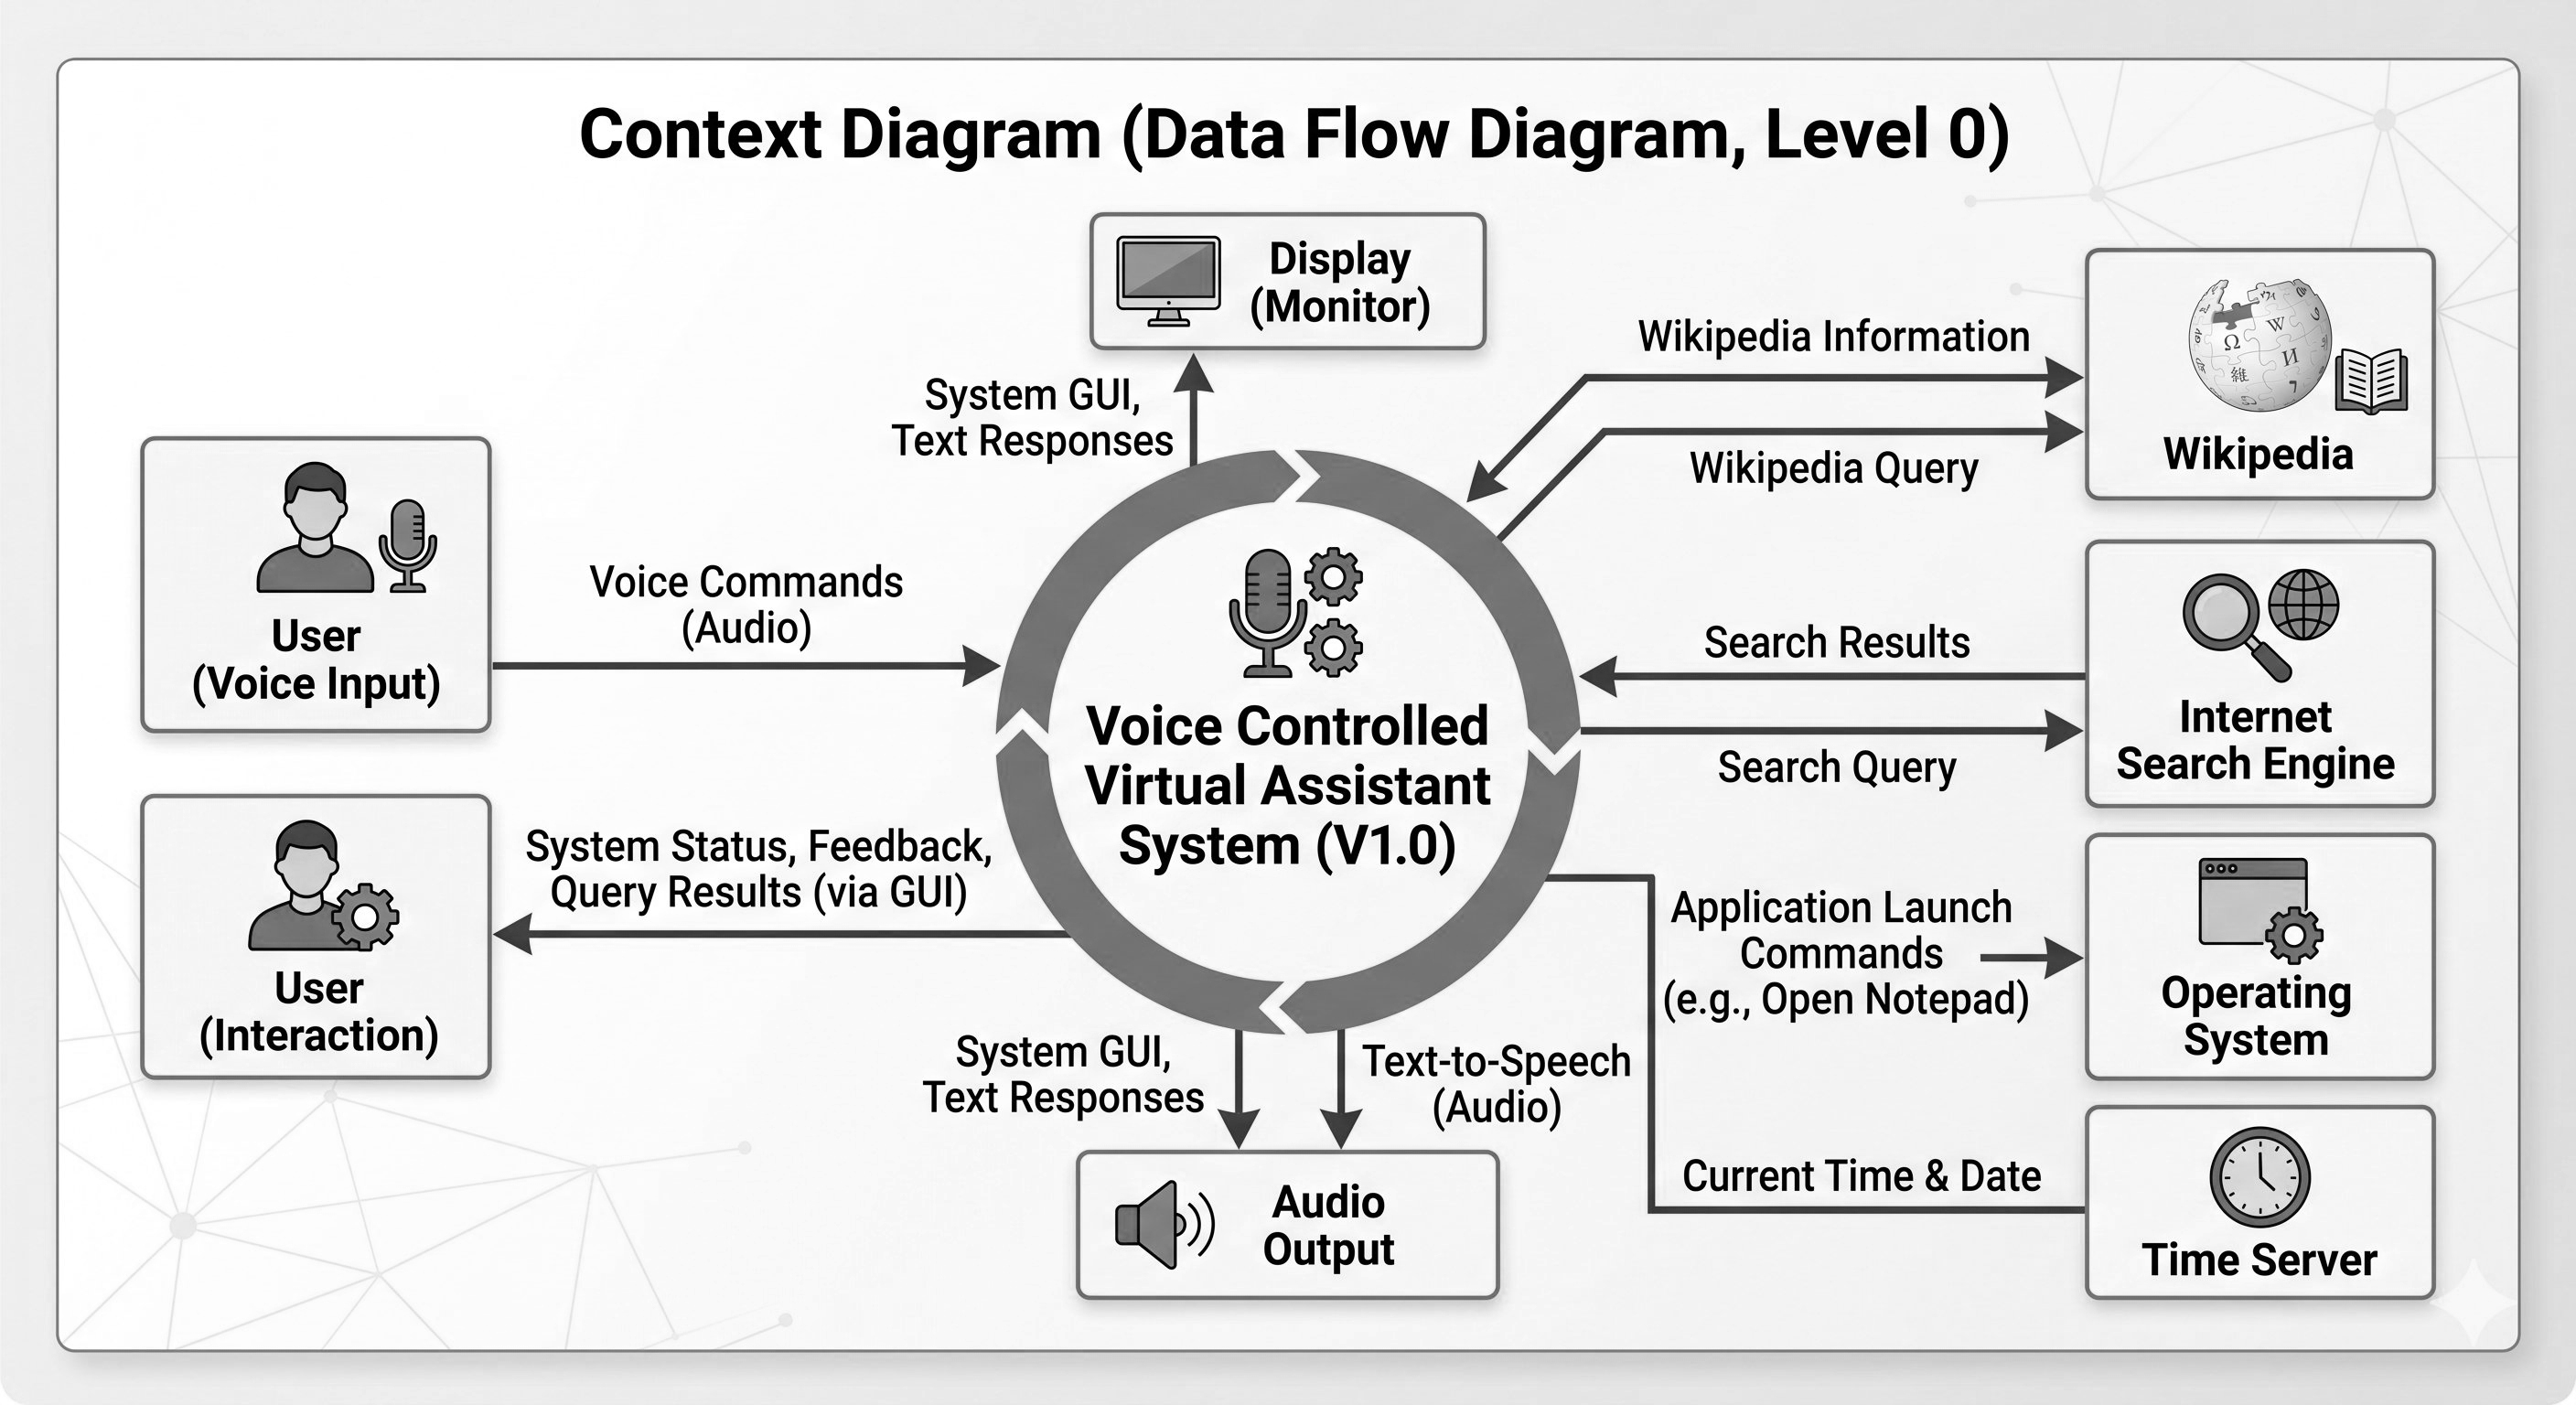 Context Diagram (Data Flow Diagram, Level 0)
Display
(Monitor)
System GUI,
Text Responses
Wikipedia Information
Wikipedia Query
Wikipedia
User
(Voice Input)
Voice Commands
(Audio)
Voice Controlled
Virtual Assistant
System (V1.0)
Search Results
Search Query
Internet
Search Engine
User
(Interaction)
System Status, Feedback,
Query Results (via GUI)
Application Launch
Commands
(e.g., Open Notepad)
Operating
System
System GUI,
Text Responses
Text-to-Speech
(Audio)
Audio
Output
Current Time & Date
Time Server